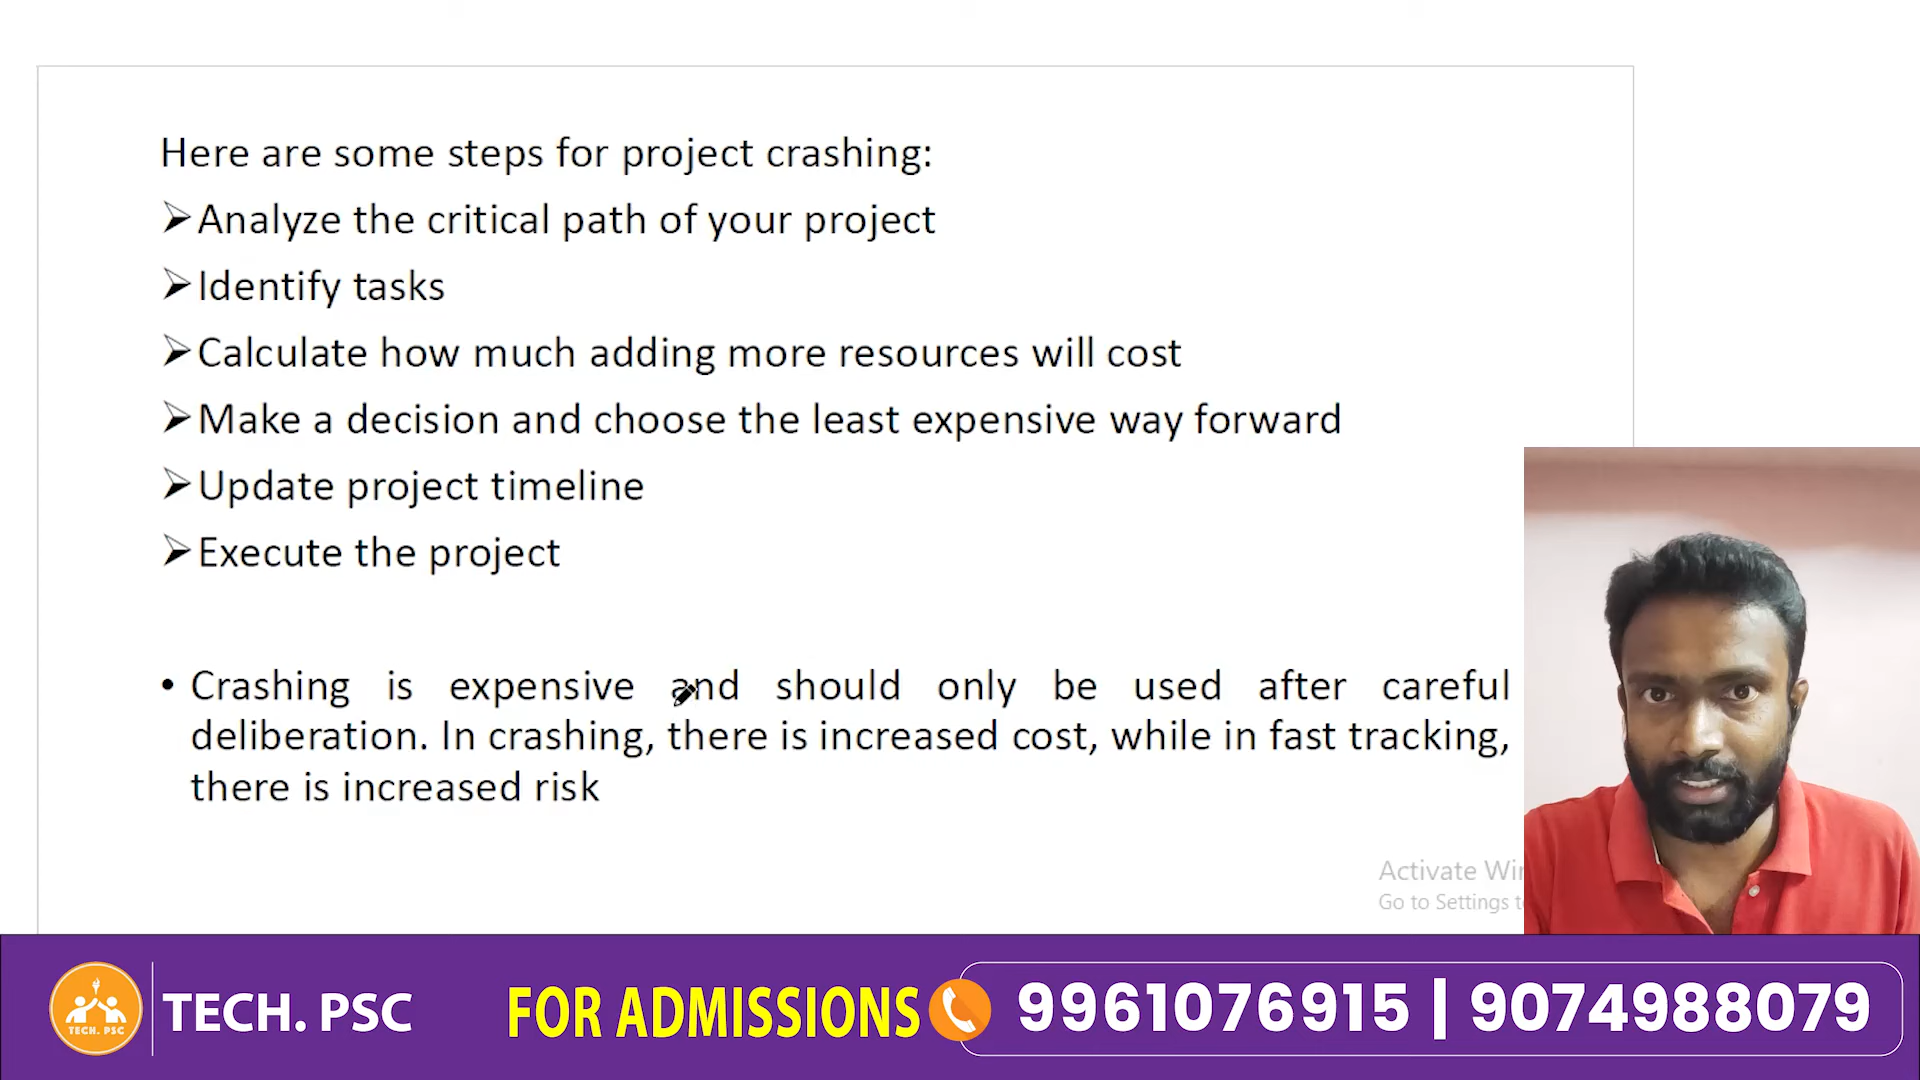 Here are some steps for project crashing:
➢Analyze the critical path of your project
➢Identify tasks
➢Calculate how much adding more resources will cost
➢Make a decision and choose the least expensive way forward
➢Update project timeline
➢Execute the project
• Crashing is expensive and should only be used after careful
deliberation. In crashing, there is increased cost, while in fast tracking,
there is increased risk
Activate
Go to Settings
TECH. PSC
TECH. PSC
FOR ADMISSIONS
9961076915 | 9074988079